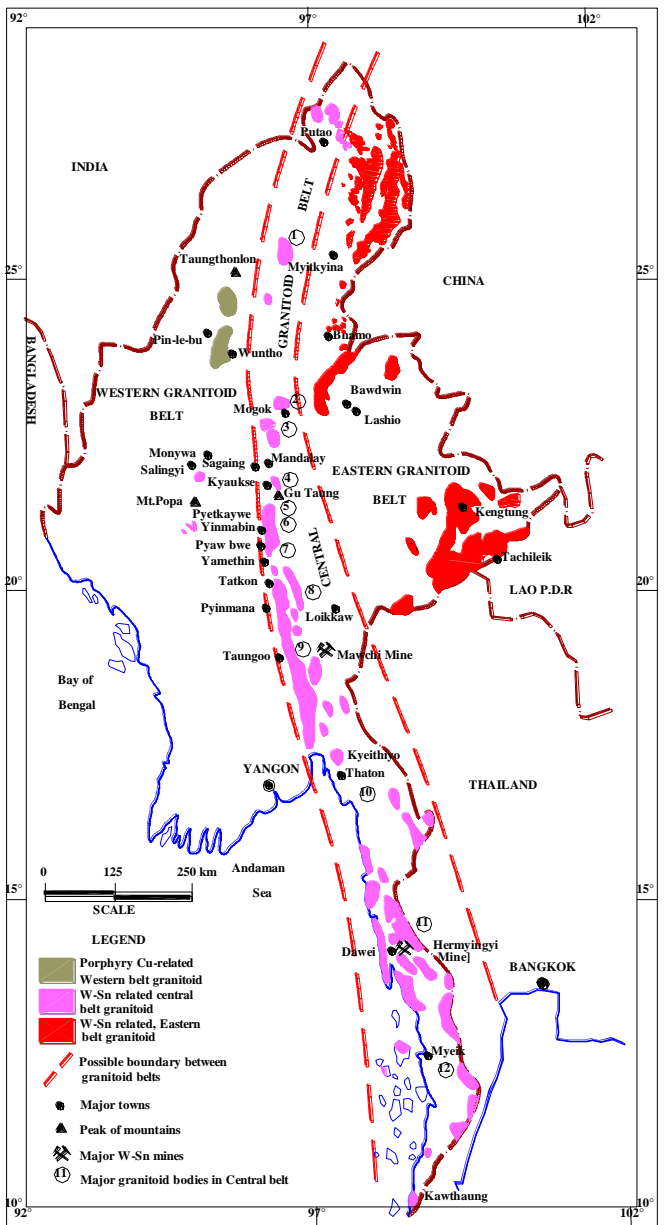 92°
97°
102°
Putao
INDIA
BELT
1
Taungthonlon
Myitkyina
25°
25°
CHINA
GRANITOID
Pin-le-bu
Bhamo
Wuntho
BANGLADESH
WESTERN GRANITOID
BELT
2
Bawdwin
Mogok
Lashio
3
Monywa
Salingyi
Sagaing
Mandalay
EASTERN GRANITOID
BELT
Kyaukse
4
Gu Taung
Mt.Popa
Pyetkaywe
5
Kengtung
Yinmabin
6
CENTRAL
Pyaw bwe
7
Yamethin
Tachileik
Tatkon
20°
20°
8
LAO P.D.R
Pyinmana
Loikkaw
9
Mawchi Mine
Taungoo
Bay of
Bengal
Kyeithiyo
YANGON
Thaton
THAILAND
10
Andaman
Sea
0
125
250 km
SCALE
15°
15°
11
LEGEND
Dawei
Hermyingyi
Mine]
BANGKOK
Porphyry Cu-related
Western belt granitoid
W-Sn related central
belt granitoid
W-Sn related, Eastern
belt granitoid
Possible boundary between
granitoid belts
Myeik
12
Major towns
Peak of mountains
Major W-Sn mines
11
Major granitoid bodies in Central belt
Kawthaung
10°
10°
92°
97°
102°